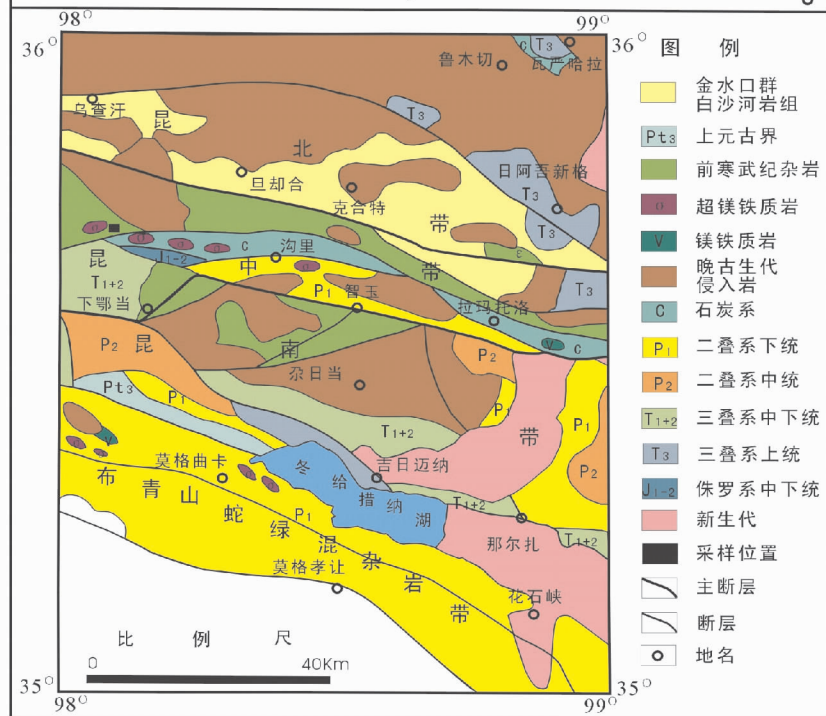 98° 99°
36° 36°
鲁木切
C T3
瓦严哈拉
乌查汗
昆 北 带
T3
旦却合
克合特
日阿吾新格
T3
T3
ε
T3
昆 中 带
C 沟里
J1-2
T1+2
P1
下鄂当
智玉
拉玛托洛
V C
昆 南 带
P2
P2
尕日当
Pt3
P1
P1
P1
P2
T1+2
V
莫格曲卡
吉日迈纳
冬给措纳湖
T1+2
T1+2
布青山蛇绿混杂岩带
P1
那尔扎
莫格孝让
花石峡
比 例 尺
0 40Km
35° 35°
98° 99°
图 例
金水口群
白沙河岩组
Pt3 上元古界
前寒武纪杂岩
超镁铁质岩
V 镁铁质岩
晚古生代
侵入岩
C 石炭系
P1 二叠系下统
P2 二叠系中统
T1+2 三叠系中下统
T3 三叠系上统
J1-2 侏罗系中下统
新生代
采样位置
主断层
断层
地名